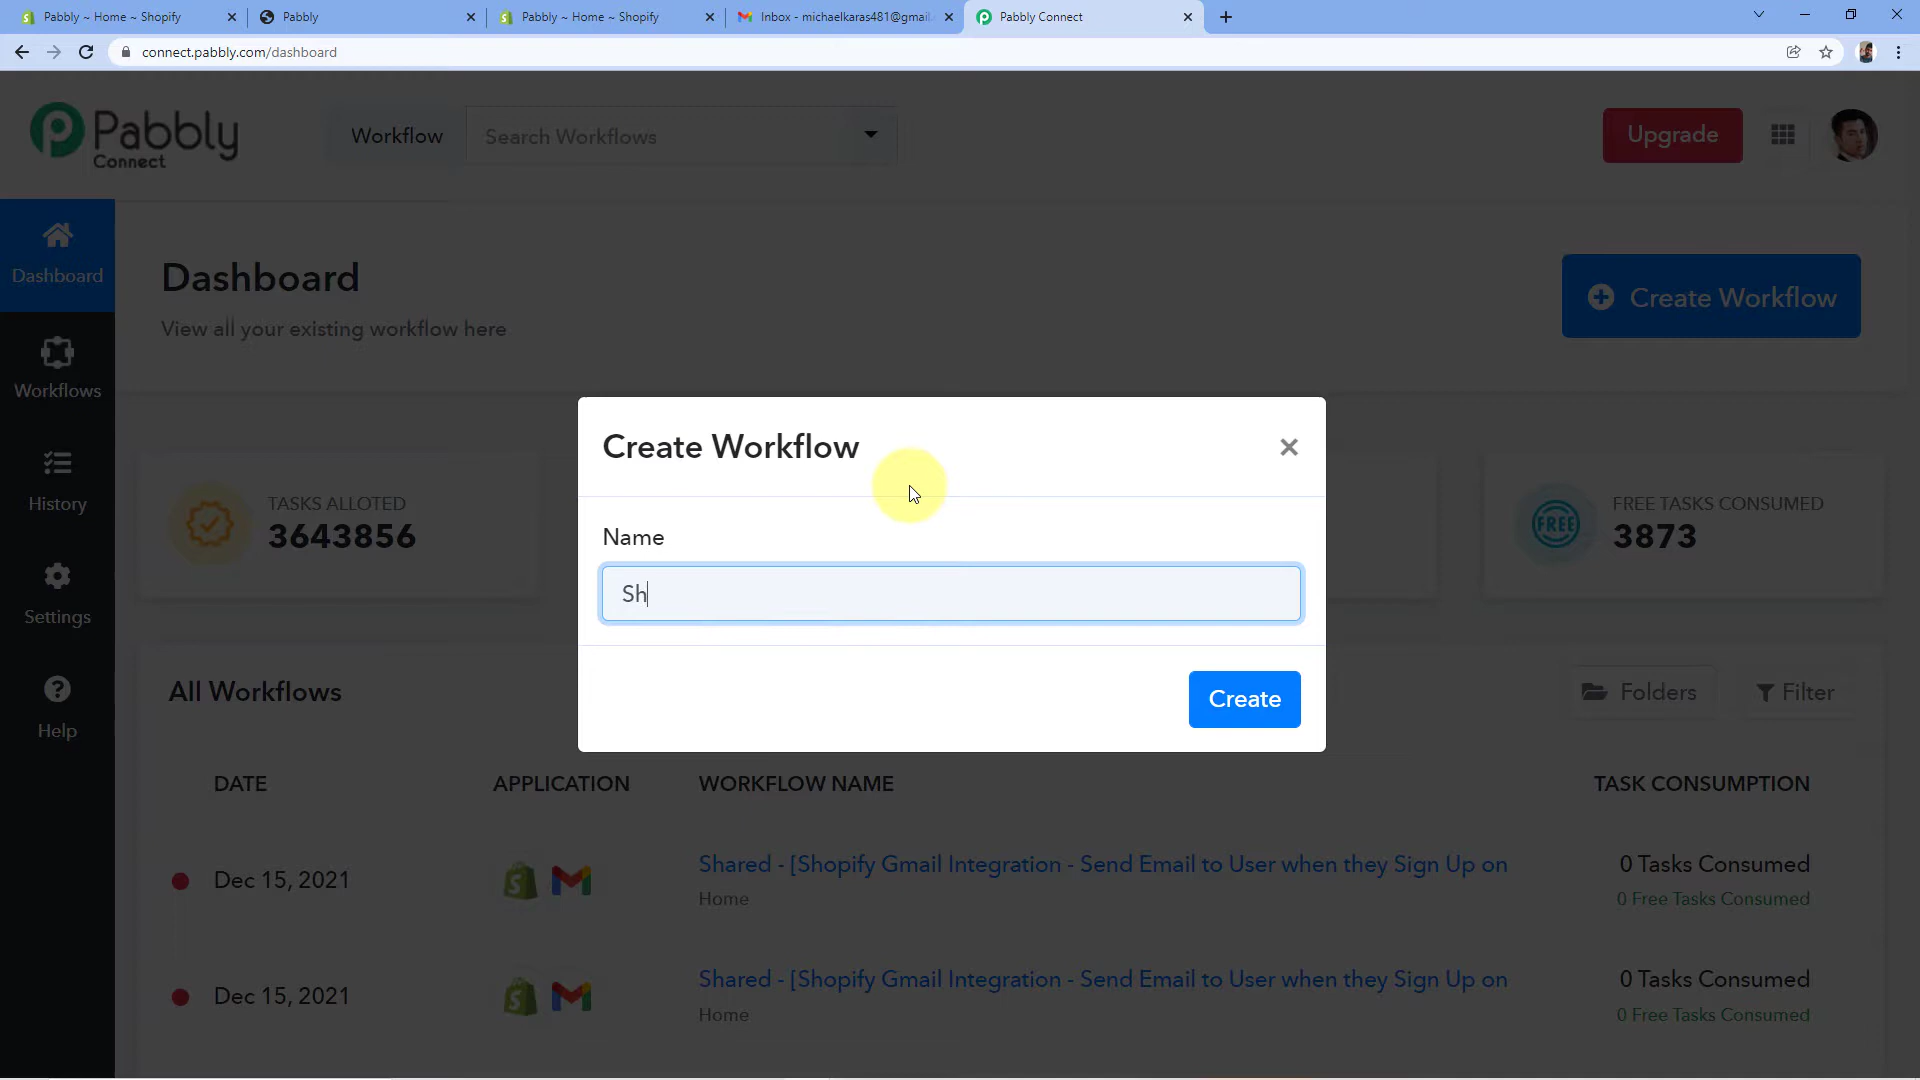 Pabbly ~ Home ~ Shopify
Pabbly
Pabbly ~ Home ~ Shopify
Inbox - michaelkaras481@gmail.
Pabbly Connect
connect.pabbly.com/dashboard
Pabbly
Connect
Workflow
Search Workflows
Upgrade
Dashboard
Workflows
History
Settings
Help
Dashboard
View all your existing workflow here
Create Workflow
TASKS ALLOTED
3643856
FREE
FREE TASKS CONSUMED
3873
Create Workflow
Name
Sh
Create
All Workflows
Folders
Filter
DATE
APPLICATION
WORKFLOW NAME
TASK CONSUMPTION
Dec 15, 2021
Shared - [Shopify Gmail Integration - Send Email to User when they Sign Up on
Home
0 Tasks Consumed
0 Free Tasks Consumed
Dec 15, 2021
Shared - [Shopify Gmail Integration - Send Email to User when they Sign Up on
Home
0 Tasks Consumed
0 Free Tasks Consumed